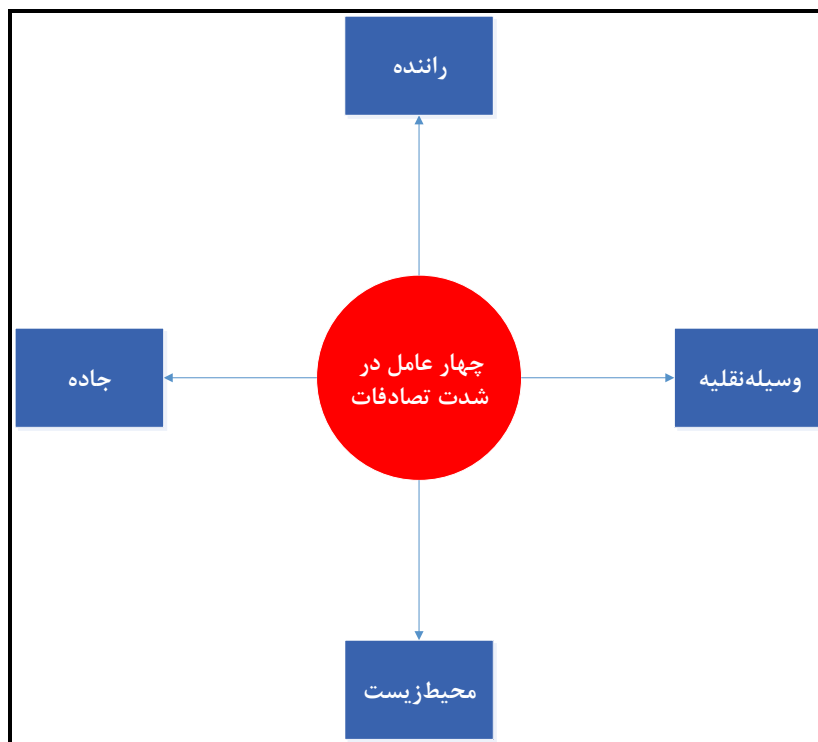 راننده
چهار عامل در
شدت تصادفات
وسیله‌نقلیه
جاده
محیط‌زیست